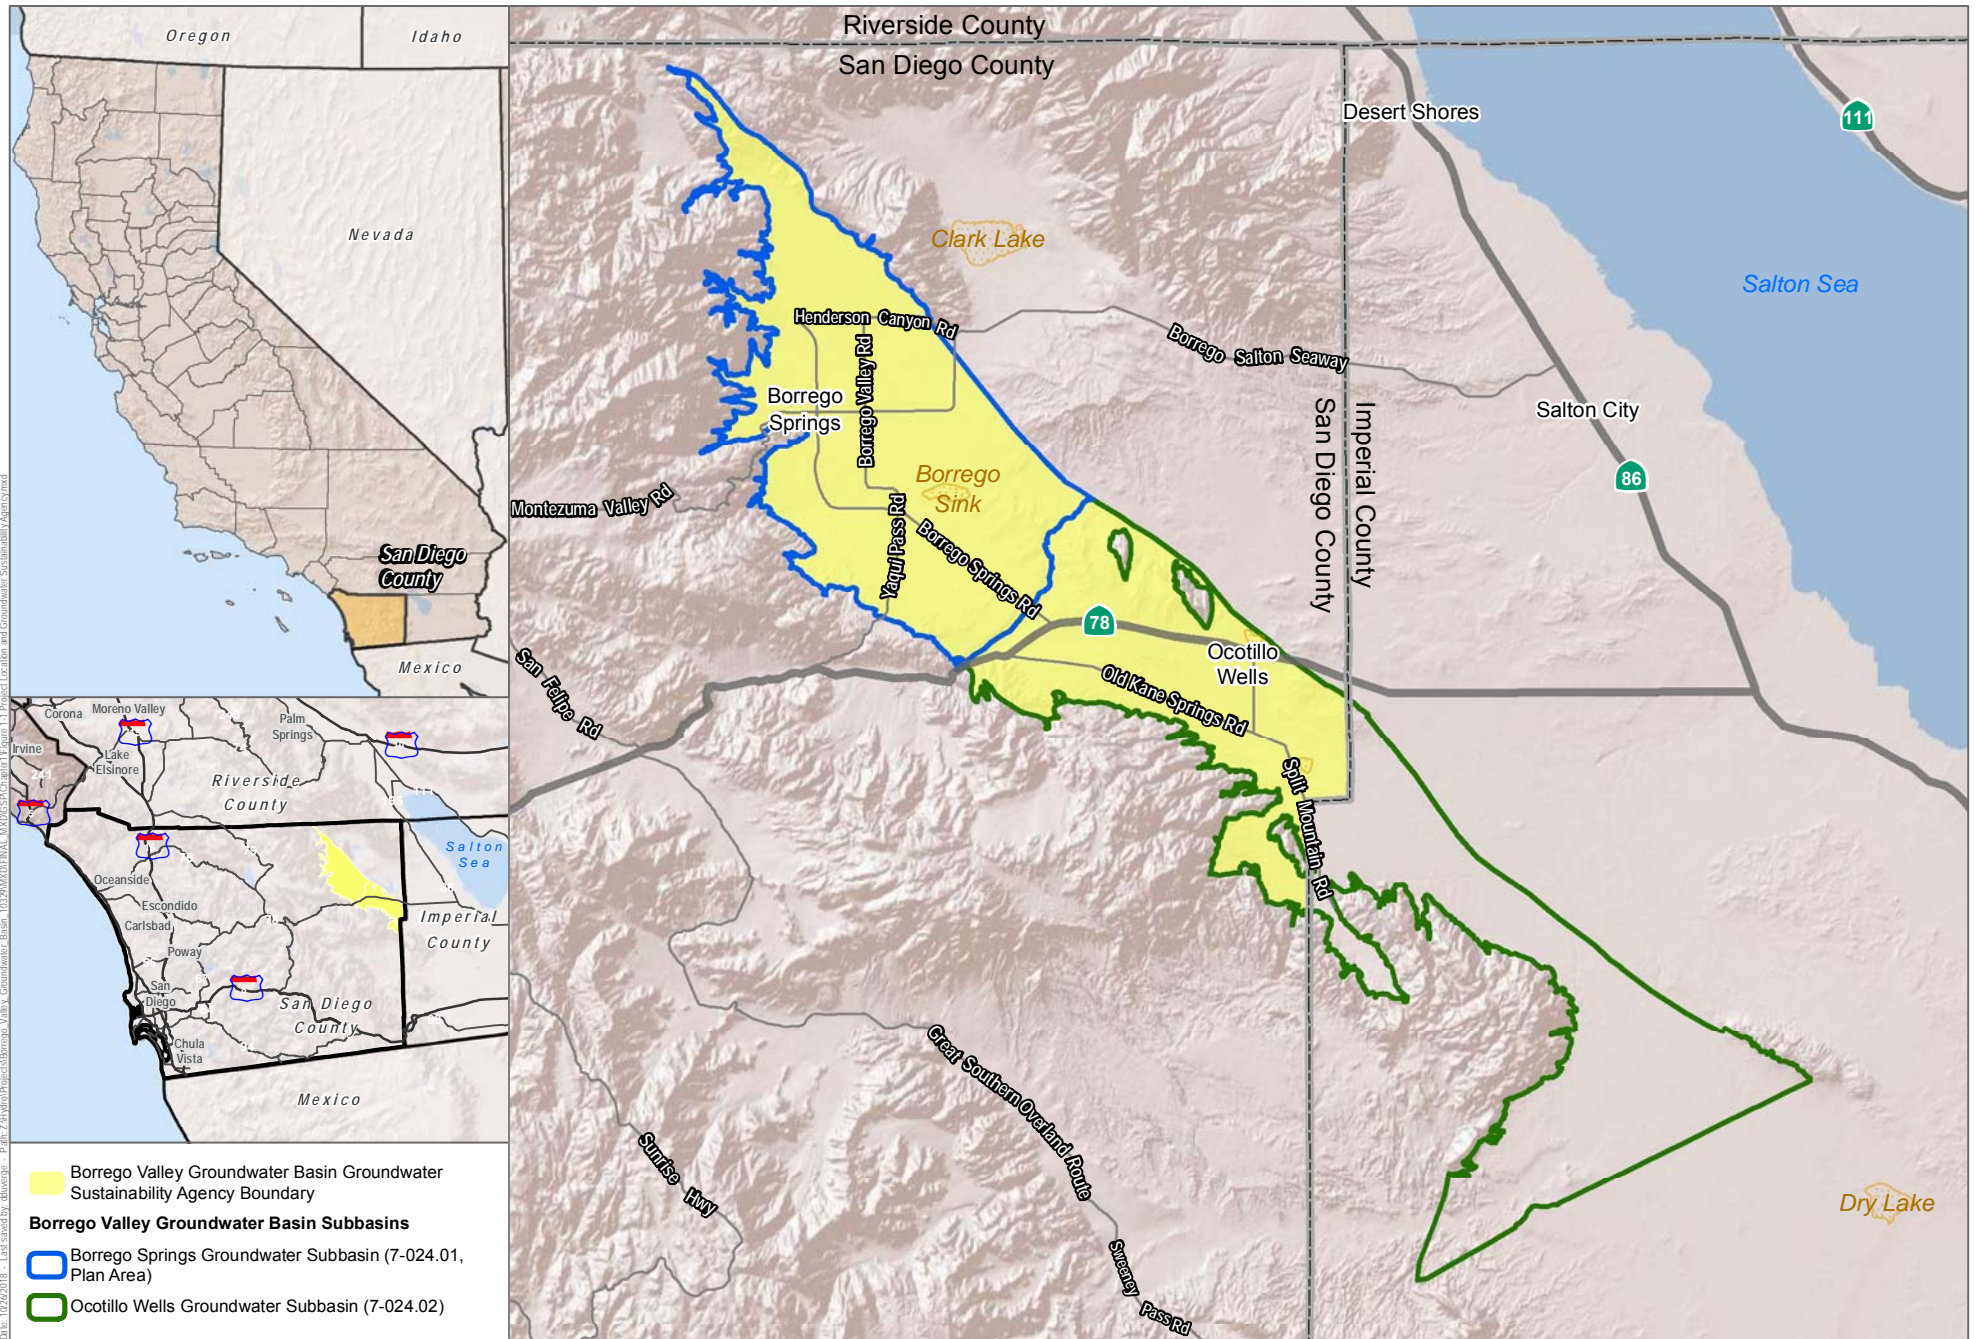 Oregon
Idaho
Nevada
San Diego
County
Mexico
Corona
Moreno Valley
Palm
Springs
Irvine
241
Lake
Elsinore
Riverside
County
Salton
Sea
Oceanside
Escondido
Carlsbad
Imperial
County
Poway
San
Diego
San Diego
County
Chula
Vista
Mexico
Borrego Valley Groundwater Basin Groundwater
Sustainability Agency Boundary
Borrego Valley Groundwater Basin Subbasins
Borrego Springs Groundwater Subbasin (7-024.01,
Plan Area)
Ocotillo Wells Groundwater Subbasin (7-024.02)
Riverside County
San Diego County
Desert Shores
111
Clark Lake
Salton Sea
Henderson Canyon Rd
Borrego Salton Seaway
Borrego Valley Rd
Borrego
Springs
San Diego County
Imperial County
Salton City
86
Borrego
Sink
Montezuma Valley Rd
Yaqui Pass Rd
Borrego Springs Rd
78
Ocotillo
Wells
San Felipe Rd
Old Kane Springs Rd
Split Mountain Rd
Great Southern Overland Route
Sunrise Hwy
Sweeney Pass Rd
Dry Lake